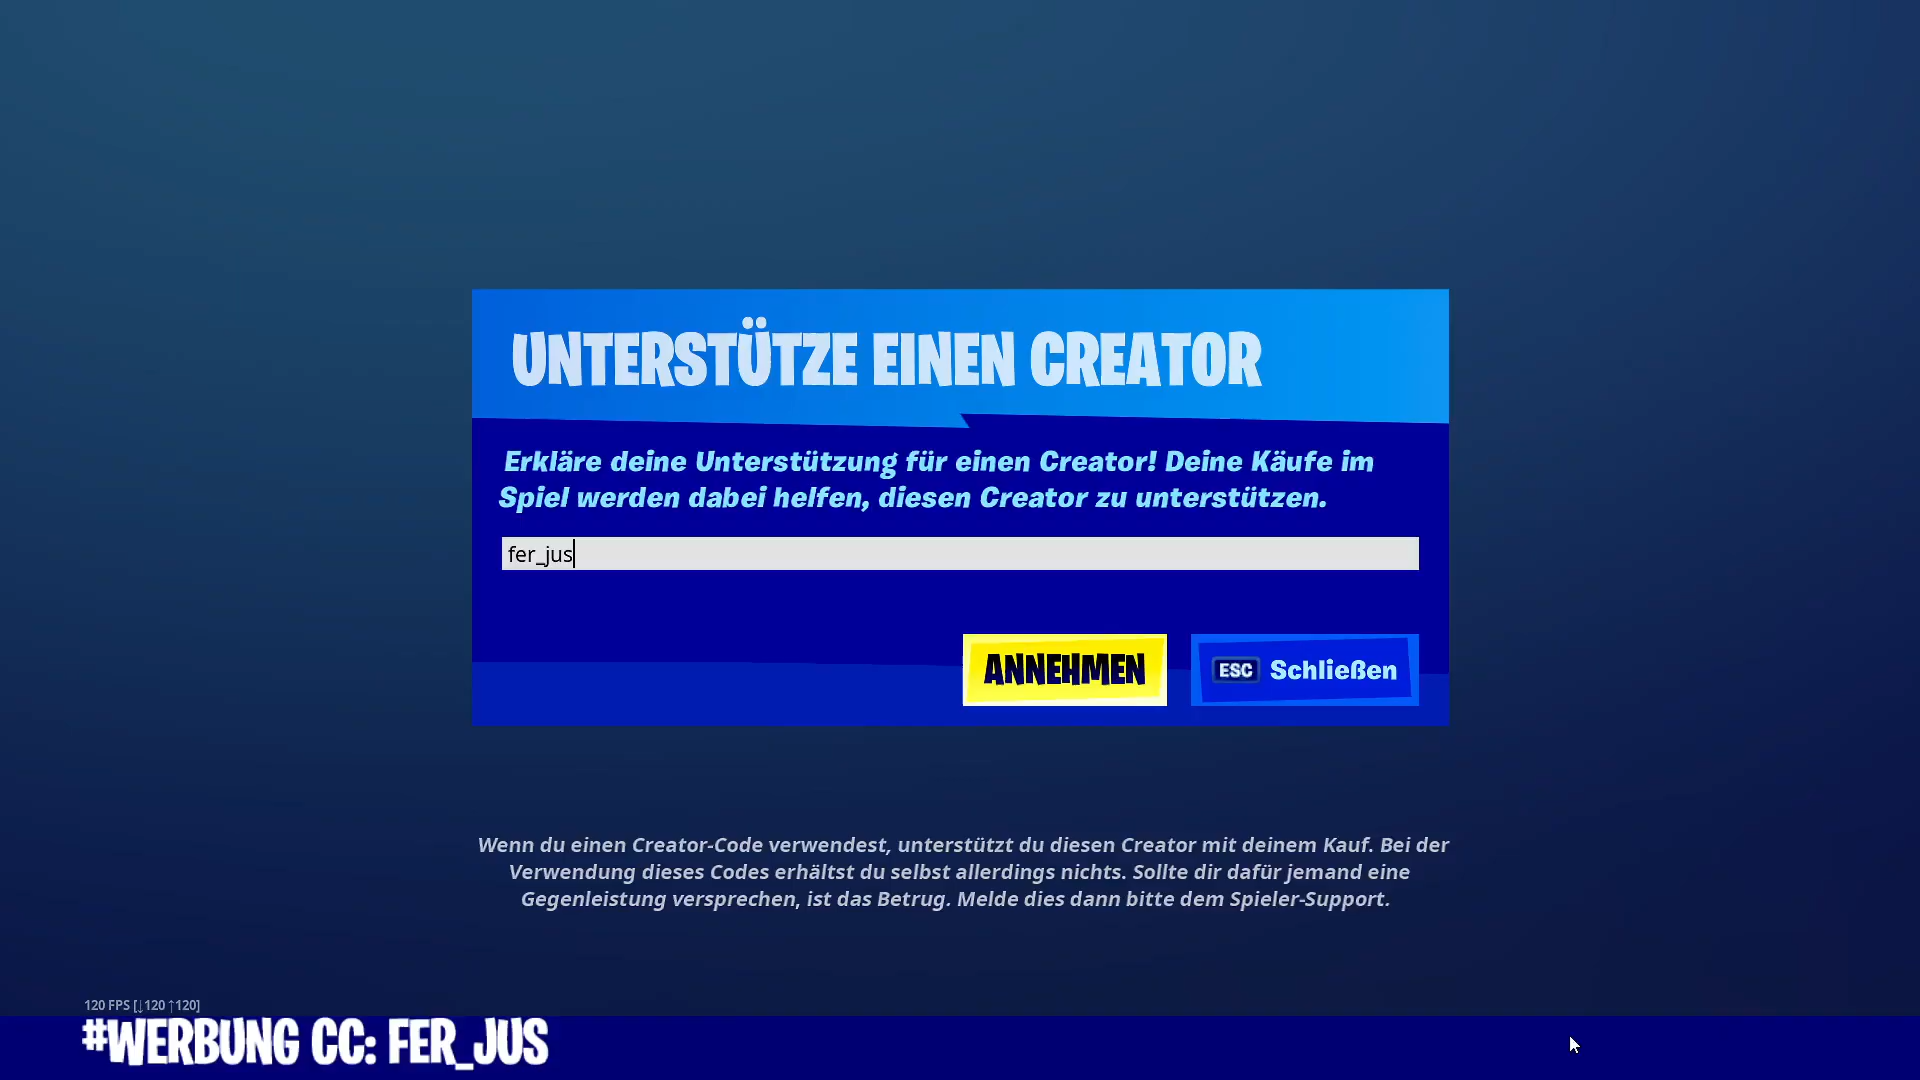 UNTERSTÜTZE EINEN CREATOR
Erkläre deine Unterstützung für einen Creator! Deine Käufe im
Spiel werden dabei helfen, diesen Creator zu unterstützen.
fer_jus
ANNEHMEN
ESC Schließen
Wenn du einen Creator-Code verwendest, unterstützt du diesen Creator mit deinem Kauf. Bei der
Verwendung dieses Codes erhältst du selbst allerdings nichts. Sollte dir dafür jemand eine
Gegenleistung versprechen, ist das Betrug. Melde dies dann bitte dem Spieler-Support.
120 FPS [↓120 ↑120]
#WERBUNG CC: FER_JUS